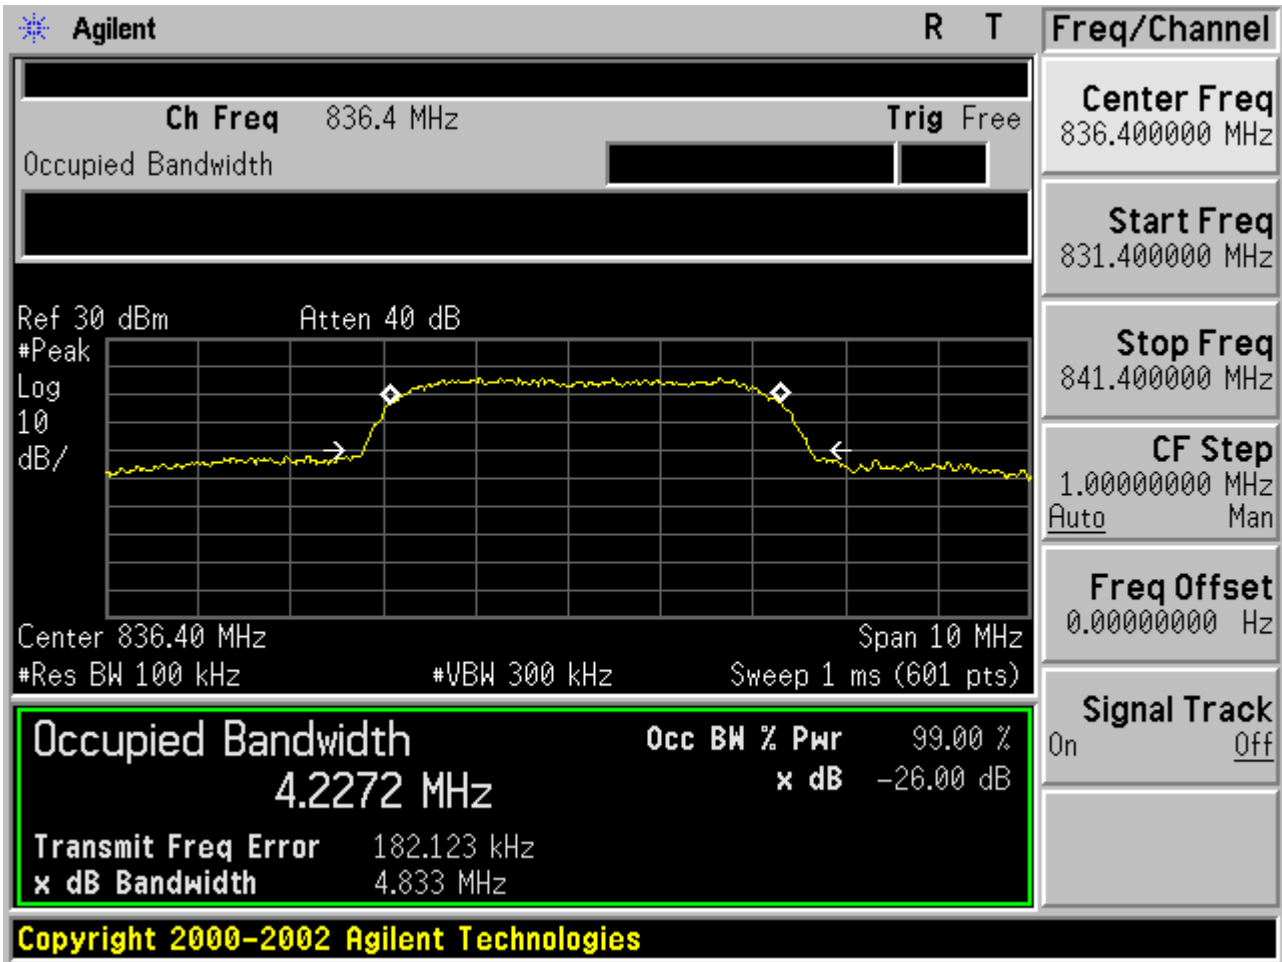 Agilent R T Freq/Channel
Ch Freq 836.4 MHz Trig Free
Occupied Bandwidth
Center Freq
836.400000 MHz
Start Freq
831.400000 MHz
Stop Freq
841.400000 MHz
CF Step
1.00000000 MHz
Auto Man
Freq Offset
0.00000000 Hz
Signal Track
On Off
Ref 30 dBm Atten 40 dB
#Peak
Log
10
dB/
Center 836.40 MHz Span 10 MHz
#Res BW 100 kHz #VBW 300 kHz Sweep 1 ms (601 pts)
Occupied Bandwidth Occ BW % Pwr 99.00 %
4.2272 MHz x dB -26.00 dB
Transmit Freq Error 182.123 kHz
x dB Bandwidth 4.833 MHz
Copyright 2000-2002 Agilent Technologies